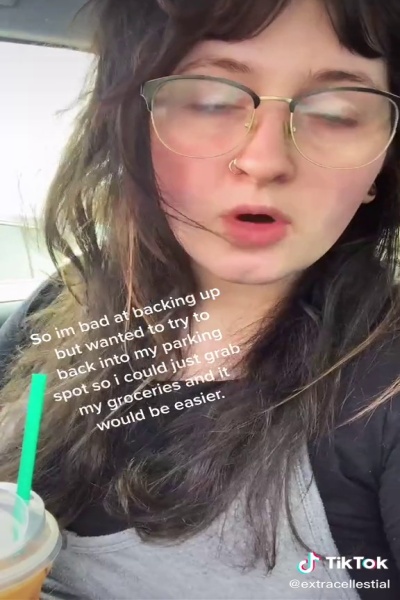 So im bad at backing up
but wanted to try to
back into my parking
spot so i could just grab
my groceries and it
would be easier.
TikTok
@extracellestial